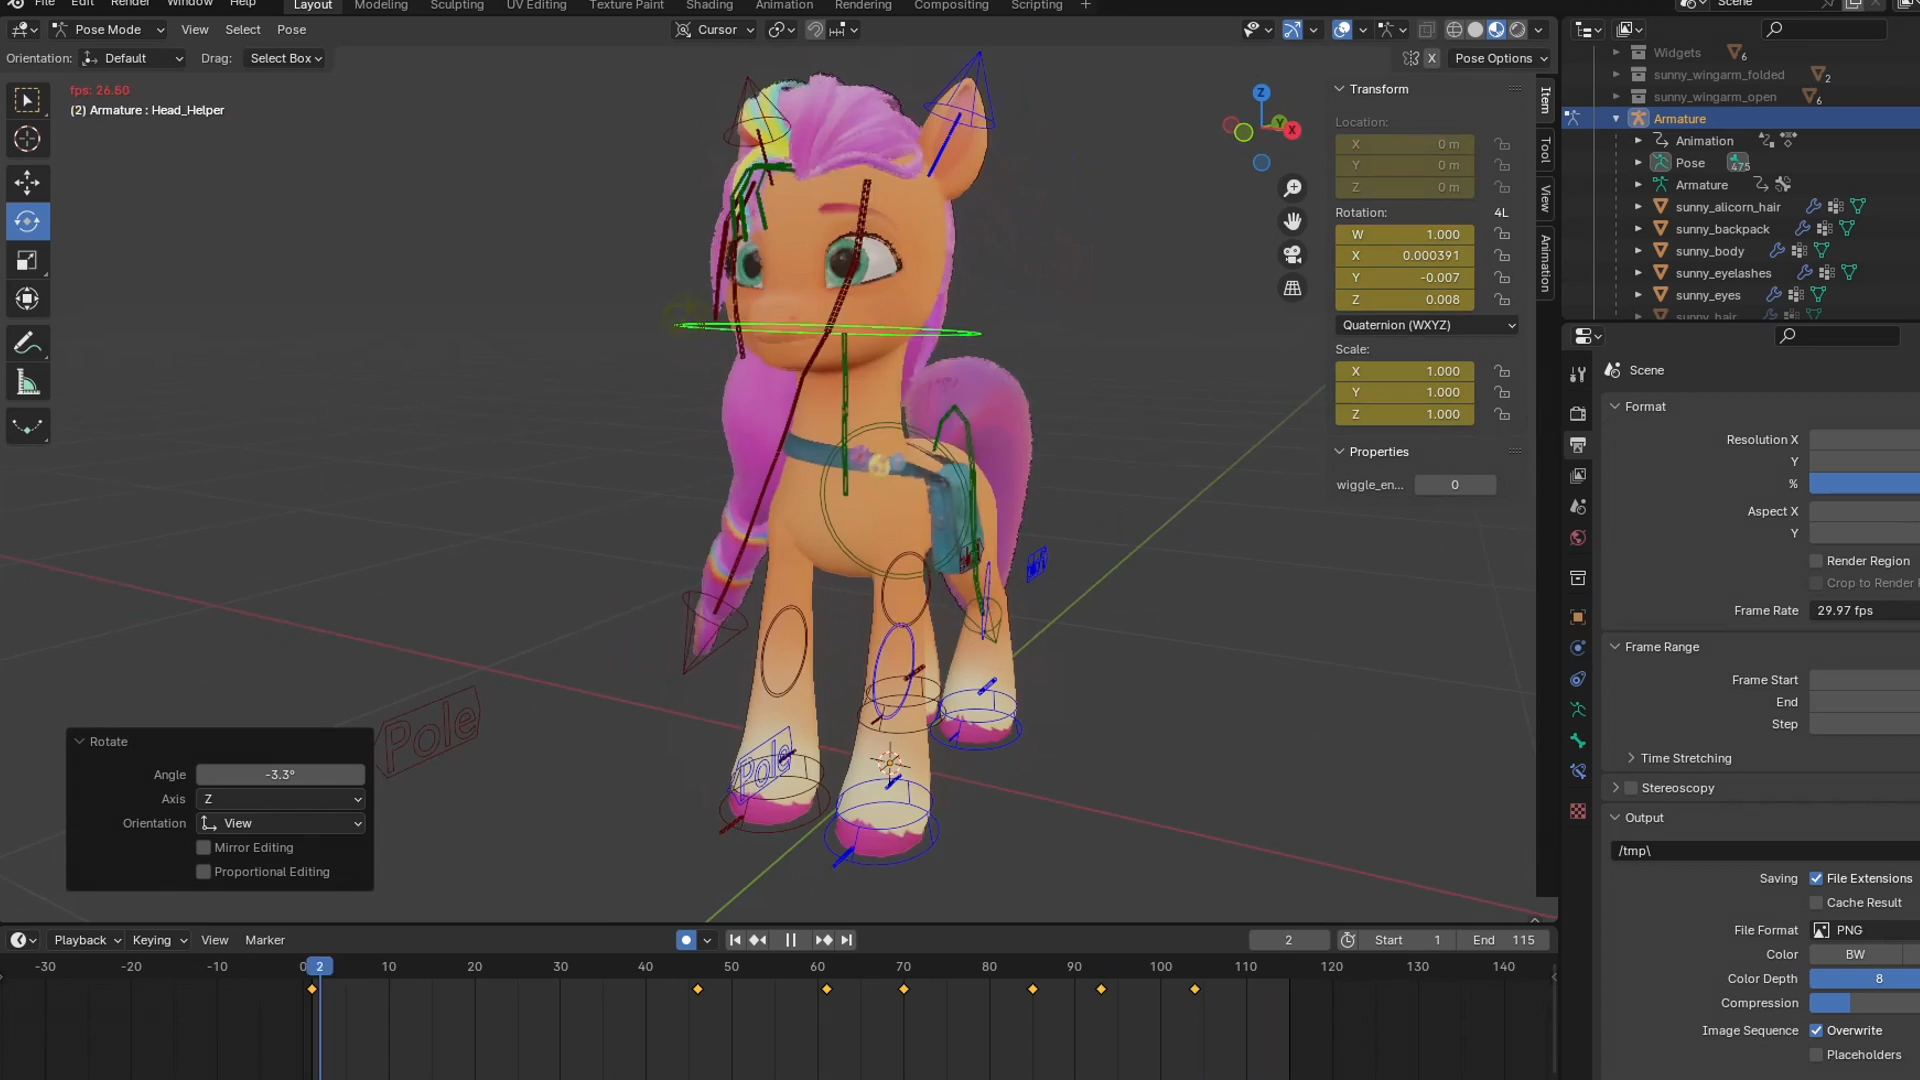 File Edit Render Window Help Layout Modeling Sculpting UV Editing Texture Paint Shading Animation Rendering Compositing Scripting + Scene
Pose Mode View Select Pose Cursor
Orientation: Default Drag: Select Box X Pose Options
fps: 26.50
(2) Armature : Head_Helper
Z
Y
X
Transform
Location:
X 0 m
Y 0 m
Z 0 m
Rotation: 4L
W 1.000
X 0.000391
Y -0.007
Z 0.008
Quaternion (WXYZ)
Scale:
X 1.000
Y 1.000
Z 1.000
Properties
wiggle_en... 0
Item
Tool
View
Animation
Widgets 6
sunny_wingarm_folded 2
sunny_wingarm_open 6
Armature
Animation
Pose 475
Armature
sunny_alicorn_hair
sunny_backpack
sunny_body
sunny_eyelashes
sunny_eyes
sunny_hair
Scene
Format
Resolution X
Y
%
Aspect X
Y
Render Region
Crop to Render
Frame Rate 29.97 fps
Frame Range
Frame Start
End
Step
Time Stretching
Stereoscopy
Output
/tmp\
Saving File Extensions
Cache Result
File Format PNG
Color BW
Color Depth 8
Compression
Image Sequence Overwrite
Placeholders
Pole
Pole
Rotate
Angle -3.3°
Axis Z
Orientation View
Mirror Editing
Proportional Editing
Playback Keying View Marker 2 Start 1 End 115
-30 -20 -10 0 2 10 20 30 40 50 60 70 80 90 100 110 120 130 140